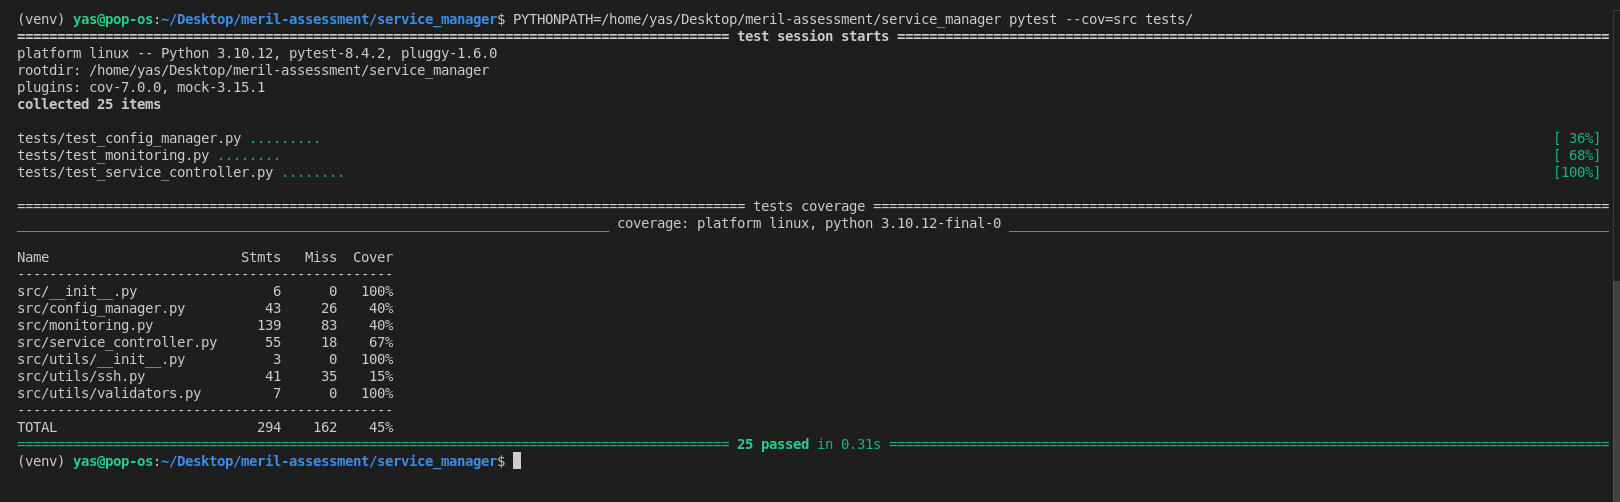 (venv) yas@pop-os:~/Desktop/meril-assessment/service_manager$ PYTHONPATH=/home/yas/Desktop/meril-assessment/service_manager pytest --cov=src tests/
========================================================================================= test session starts =========================================================================================
platform linux -- Python 3.10.12, pytest-8.4.2, pluggy-1.6.0
rootdir: /home/yas/Desktop/meril-assessment/service_manager
plugins: cov-7.0.0, mock-3.15.1
collected 25 items
tests/test_config_manager.py ......... [ 36%]
tests/test_monitoring.py ........ [ 68%]
tests/test_service_controller.py ........ [100%]
=========================================================================================== tests coverage ============================================================================================
__________________________________________________________________________ coverage: platform linux, python 3.10.12-final-0 ___________________________________________________________________________
Name                        Stmts   Miss  Cover
-----------------------------------------------
src/__init__.py                 6      0   100%
src/config_manager.py          43     26    40%
src/monitoring.py             139     83    40%
src/service_controller.py      55     18    67%
src/utils/__init__.py           3      0   100%
src/utils/ssh.py               41     35    15%
src/utils/validators.py         7      0   100%
-----------------------------------------------
TOTAL                         294    162    45%
========================================================================================= 25 passed in 0.31s ==========================================================================================
(venv) yas@pop-os:~/Desktop/meril-assessment/service_manager$